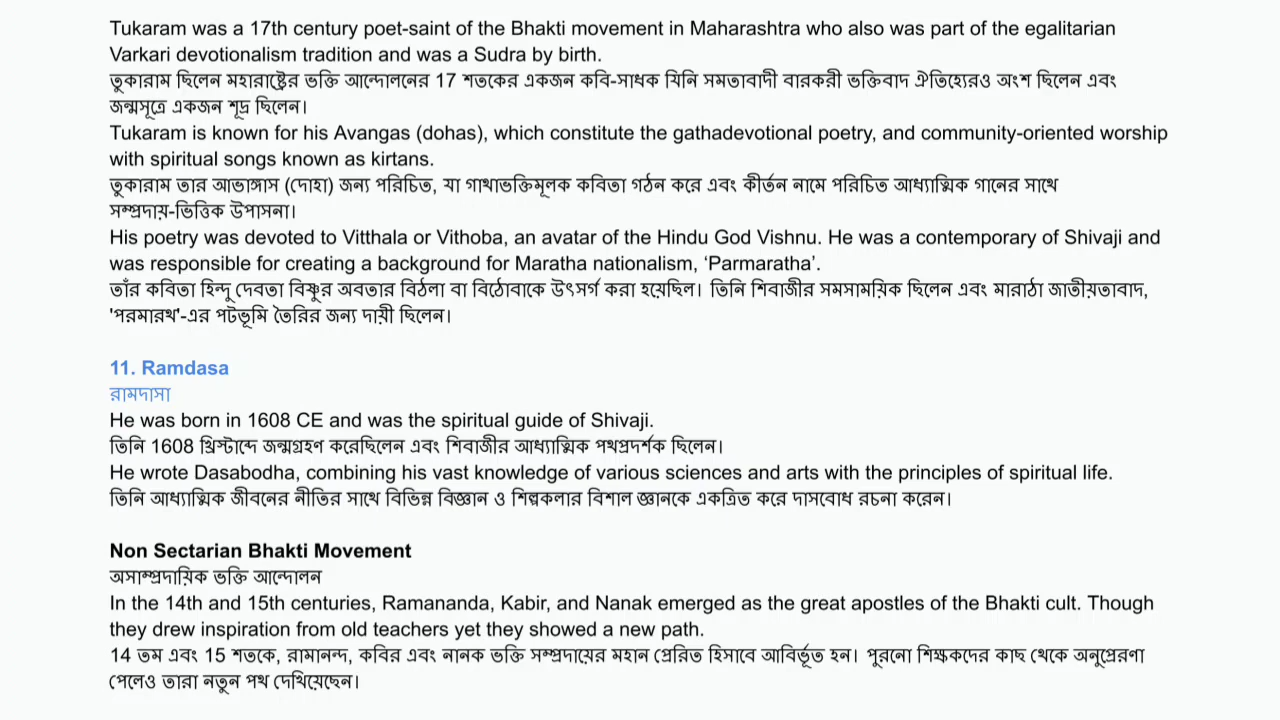 Tukaram was a 17th century poet-saint of the Bhakti movement in Maharashtra who also was part of the egalitarian
Varkari devotionalism tradition and was a Sudra by birth.
তুকারাম ছিলেন মহারাষ্ট্রের ভক্তি আন্দোলনের 17 শতকের একজন কবি-সাধক যিনি সমতাবাদী বারকরী ভক্তিবাদ ঐতিহ্যেরও অংশ ছিলেন এবং
জন্মসূত্রে একজন শূদ্র ছিলেন।
Tukaram is known for his Avangas (dohas), which constitute the gathadevotional poetry, and community-oriented worship
with spiritual songs known as kirtans.
তুকারাম তার আভাঙ্গাস (দোহা) জন্য পরিচিত, যা গাথাভক্তিমূলক কবিতা গঠন করে এবং কীর্তন নামে পরিচিত আধ্যাত্মিক গানের সাথে
সম্প্রদায়-ভিত্তিক উপাসনা।
His poetry was devoted to Vitthala or Vithoba, an avatar of the Hindu God Vishnu. He was a contemporary of Shivaji and
was responsible for creating a background for Maratha nationalism, ‘Parmaratha’.
তাঁর কবিতা হিন্দু দেবতা বিষ্ণুর অবতার বিঠলা বা বিঠোবাকে উৎসর্গ করা হয়েছিল। তিনি শিবাজীর সমসাময়িক ছিলেন এবং মারাঠা জাতীয়তাবাদ,
'পরমারথ'-এর পটভূমি তৈরির জন্য দায়ী ছিলেন।
11. Ramdasa
রামদাসা
He was born in 1608 CE and was the spiritual guide of Shivaji.
তিনি 1608 খ্রিস্টাব্দে জন্মগ্রহণ করেছিলেন এবং শিবাজীর আধ্যাত্মিক পথপ্রদর্শক ছিলেন।
He wrote Dasabodha, combining his vast knowledge of various sciences and arts with the principles of spiritual life.
তিনি আধ্যাত্মিক জীবনের নীতির সাথে বিভিন্ন বিজ্ঞান ও শিল্পকলার বিশাল জ্ঞানকে একত্রিত করে দাসবোধ রচনা করেন।
Non Sectarian Bhakti Movement
অসাম্প্রদায়িক ভক্তি আন্দোলন
In the 14th and 15th centuries, Ramananda, Kabir, and Nanak emerged as the great apostles of the Bhakti cult. Though
they drew inspiration from old teachers yet they showed a new path.
14 তম এবং 15 শতকে, রামানন্দ, কবির এবং নানক ভক্তি সম্প্রদায়ের মহান প্রেরিত হিসাবে আবির্ভূত হন। পুরনো শিক্ষকদের কাছ থেকে অনুপ্রেরণা
পেলেও তারা নতুন পথ দেখিয়েছেন।